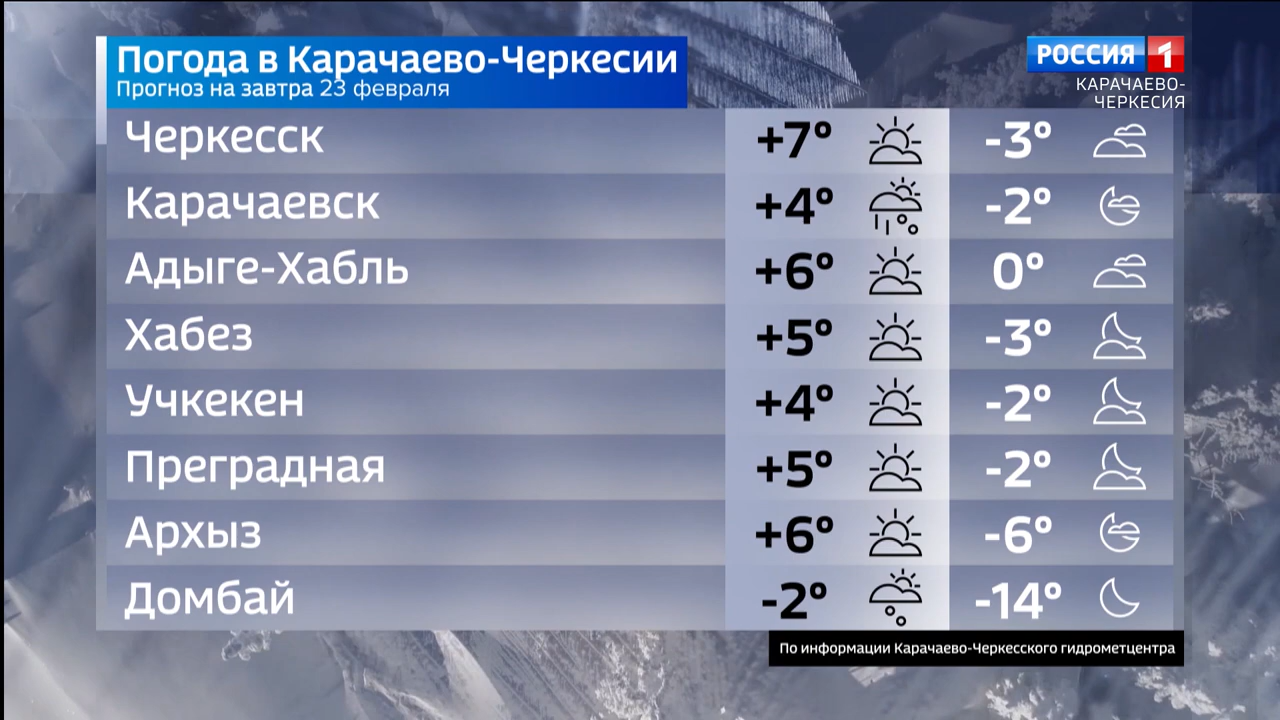 Погода в Карачаево-Черкесии
Прогноз на завтра 23 февраля
РОССИЯ 1
КАРАЧАЕВО-
ЧЕРКЕСИЯ
Черкесск +7° -3°
Карачаевск +4° -2°
Адыге-Хабль +6° 0°
Хабез +5° -3°
Учкекен +4° -2°
Преградная +5° -2°
Архыз +6° -6°
Домбай -2° -14°
По информации Карачаево-Черкесского гидрометцентра